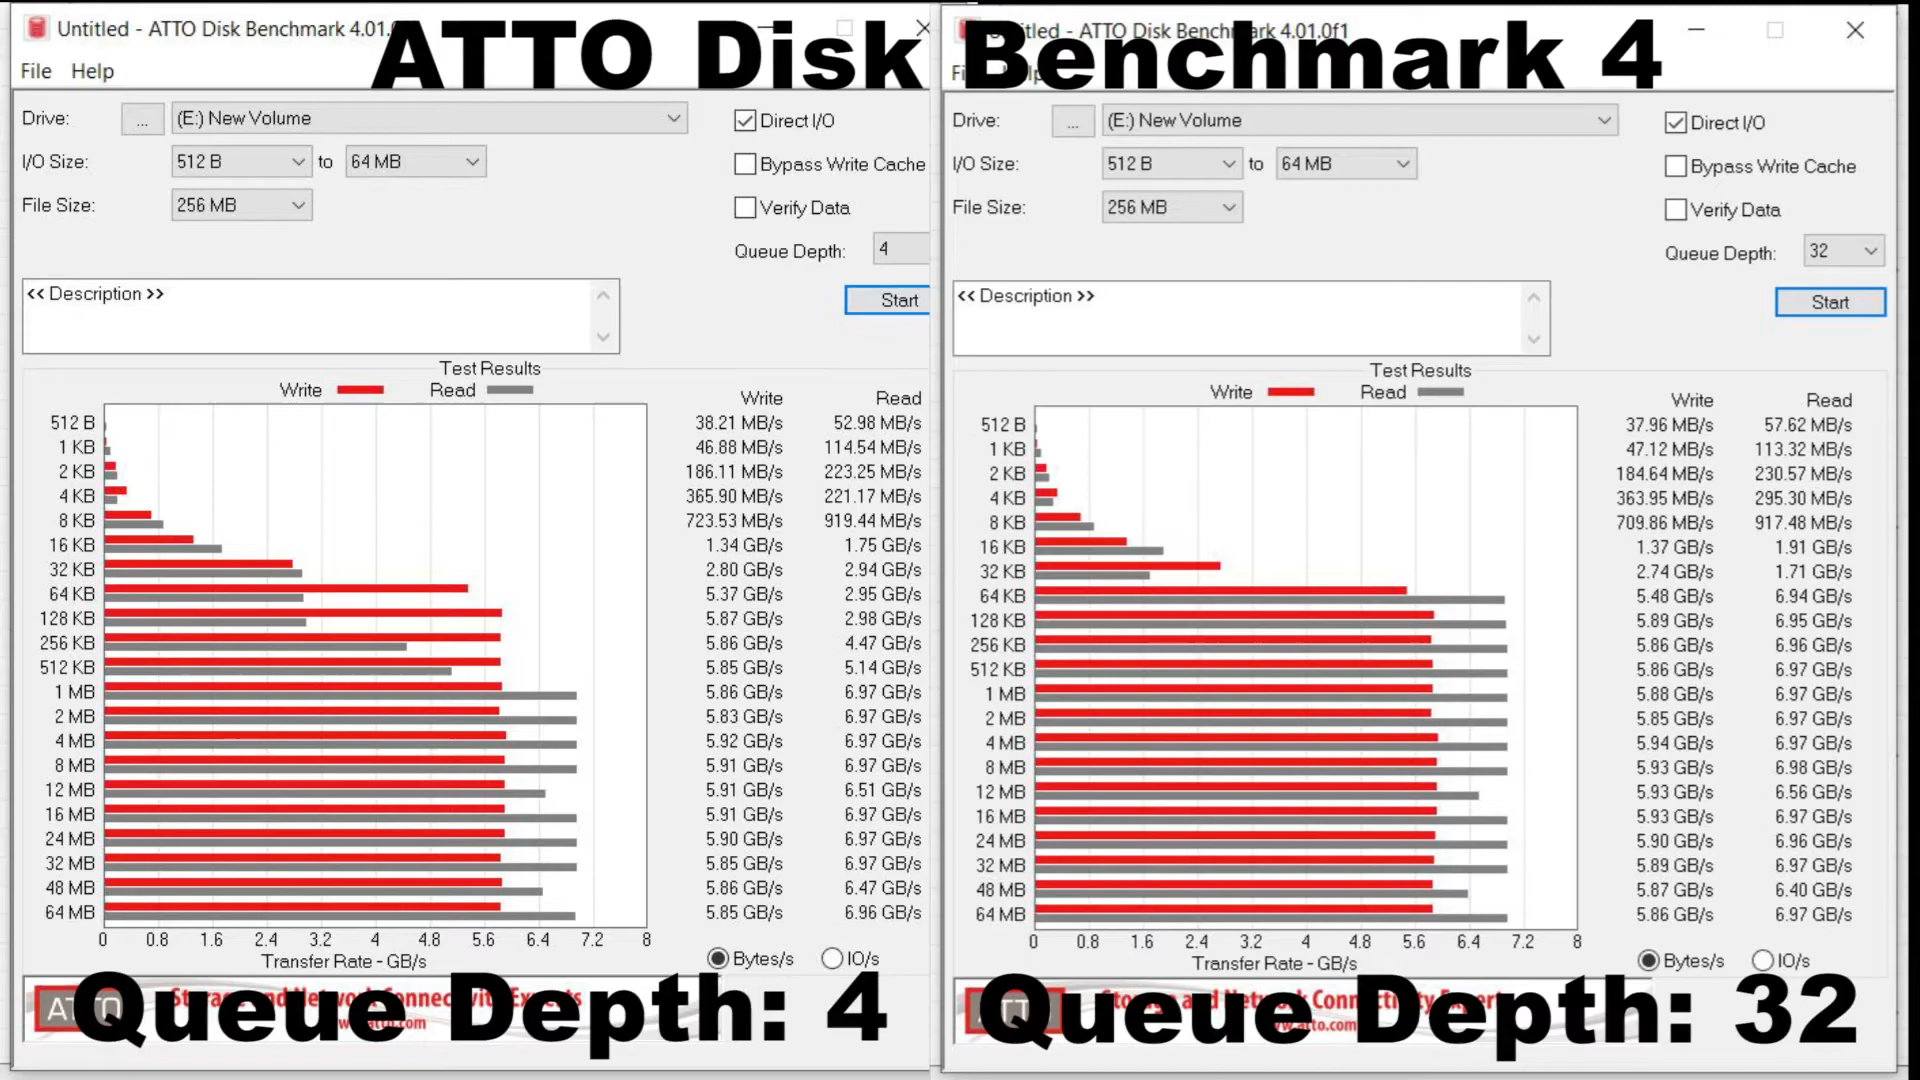 ATTO Disk Benchmark 4
Untitled - ATTO Disk Benchmark 4.01.
File Help
Drive: ... (E:) New Volume
Direct I/O
I/O Size: 512 B to 64 MB
Bypass Write Cache
File Size: 256 MB
Verify Data
Queue Depth: 4
<< Description >>
Start
Test Results
Write Read
Write Read
512 B 38.21 MB/s 52.98 MB/s
1 KB 46.88 MB/s 114.54 MB/s
2 KB 186.11 MB/s 223.25 MB/s
4 KB 365.90 MB/s 221.17 MB/s
8 KB 723.53 MB/s 919.44 MB/s
16 KB 1.34 GB/s 1.75 GB/s
32 KB 2.80 GB/s 2.94 GB/s
64 KB 5.37 GB/s 2.95 GB/s
128 KB 5.87 GB/s 2.98 GB/s
256 KB 5.86 GB/s 4.47 GB/s
512 KB 5.85 GB/s 5.14 GB/s
1 MB 5.86 GB/s 6.97 GB/s
2 MB 5.83 GB/s 6.97 GB/s
4 MB 5.92 GB/s 6.97 GB/s
8 MB 5.91 GB/s 6.97 GB/s
12 MB 5.91 GB/s 6.51 GB/s
16 MB 5.91 GB/s 6.97 GB/s
24 MB 5.90 GB/s 6.97 GB/s
32 MB 5.85 GB/s 6.97 GB/s
48 MB 5.86 GB/s 6.47 GB/s
64 MB 5.85 GB/s 6.96 GB/s
0 0.8 1.6 2.4 3.2 4 4.8 5.6 6.4 7.2 8
Transfer Rate - GB/s
Bytes/s IO/s
Storage and Network Connectivity Experts
Queue Depth: 4
Untitled - ATTO Disk Benchmark 4.01.0f1
Drive: ... (E:) New Volume
Direct I/O
I/O Size: 512 B to 64 MB
Bypass Write Cache
File Size: 256 MB
Verify Data
Queue Depth: 32
<< Description >>
Start
Test Results
Write Read
Write Read
512 B 37.96 MB/s 57.62 MB/s
1 KB 47.12 MB/s 113.32 MB/s
2 KB 184.64 MB/s 230.57 MB/s
4 KB 363.95 MB/s 295.30 MB/s
8 KB 709.86 MB/s 917.48 MB/s
16 KB 1.37 GB/s 1.91 GB/s
32 KB 2.74 GB/s 1.71 GB/s
64 KB 5.48 GB/s 6.94 GB/s
128 KB 5.89 GB/s 6.95 GB/s
256 KB 5.86 GB/s 6.96 GB/s
512 KB 5.86 GB/s 6.97 GB/s
1 MB 5.88 GB/s 6.97 GB/s
2 MB 5.85 GB/s 6.97 GB/s
4 MB 5.94 GB/s 6.97 GB/s
8 MB 5.93 GB/s 6.98 GB/s
12 MB 5.93 GB/s 6.56 GB/s
16 MB 5.93 GB/s 6.97 GB/s
24 MB 5.90 GB/s 6.96 GB/s
32 MB 5.89 GB/s 6.97 GB/s
48 MB 5.87 GB/s 6.40 GB/s
64 MB 5.86 GB/s 6.97 GB/s
0 0.8 1.6 2.4 3.2 4 4.8 5.6 6.4 7.2 8
Transfer Rate - GB/s
Bytes/s IO/s
Storage and Network Connectivity Expert
Queue Depth: 32